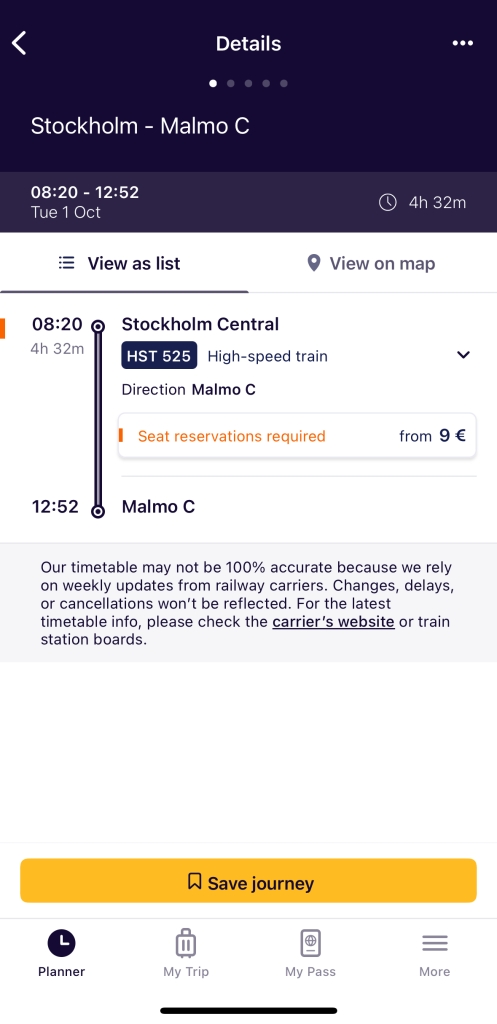 Details
Stockholm - Malmo C
08:20 - 12:52
Tue 1 Oct
4h 32m
View as list
View on map
08:20 Stockholm Central
4h 32m
HST 525 High-speed train
Direction Malmo C
Seat reservations required from 9 €
12:52 Malmo C
Our timetable may not be 100% accurate because we rely
on weekly updates from railway carriers. Changes, delays,
or cancellations won’t be reflected. For the latest
timetable info, please check the carrier’s website or train
station boards.
Save journey
Planner
My Trip
My Pass
More